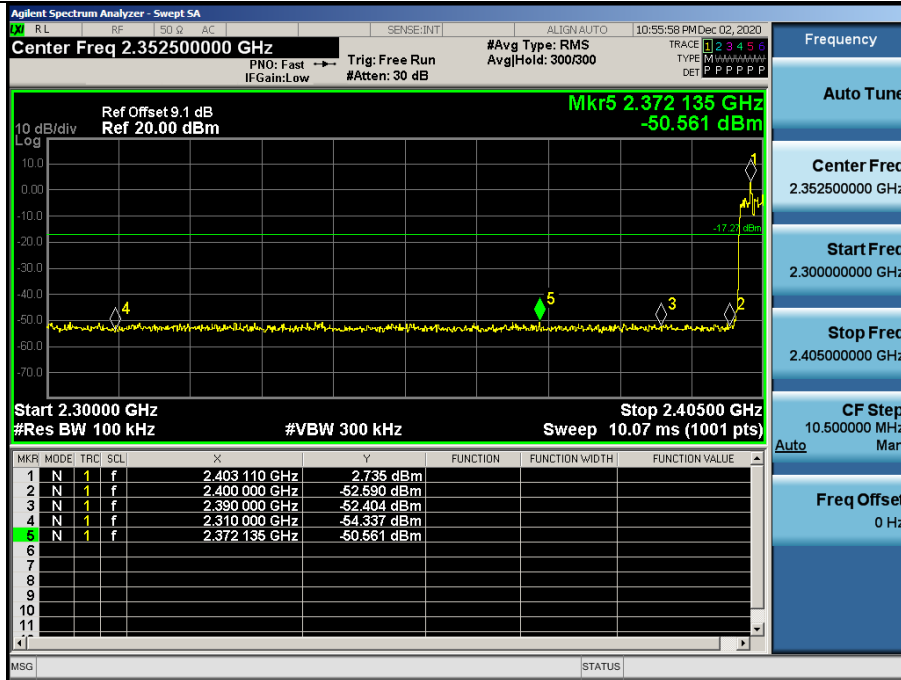 Agilent Spectrum Analyzer - Swept SA
LXI RL RF 50 Ω AC SENSE:INT ALIGN AUTO 10:55:58 PM Dec 02, 2020
Center Freq 2.352500000 GHz
PNO: Fast
IFGain:Low
Trig: Free Run
#Atten: 30 dB
#Avg Type: RMS
Avg|Hold: 300/300
TRACE 1 2 3 4 5 6
TYPE M
DET P P P P P P
Ref Offset 9.1 dB
Ref 20.00 dBm
10 dB/div
Log
Mkr5 2.372 135 GHz
-50.561 dBm
10.0
0.00
-10.0
-20.0
-30.0
-40.0
-50.0
-60.0
-70.0
1
-17.27 dBm
4
5
3
2
Start 2.30000 GHz Stop 2.40500 GHz
#Res BW 100 kHz #VBW 300 kHz Sweep 10.07 ms (1001 pts)
MKR MODE TRC SCL X Y FUNCTION FUNCTION WIDTH FUNCTION VALUE
1 N 1 f 2.403 110 GHz 2.735 dBm
2 N 1 f 2.400 000 GHz -52.590 dBm
3 N 1 f 2.390 000 GHz -52.404 dBm
4 N 1 f 2.310 000 GHz -54.337 dBm
5 N 1 f 2.372 135 GHz -50.561 dBm
6
7
8
9
10
11
MSG STATUS
Frequency
Auto Tune
Center Freq
2.352500000 GHz
Start Freq
2.300000000 GHz
Stop Freq
2.405000000 GHz
CF Step
10.500000 MHz
Auto Man
Freq Offset
0 Hz